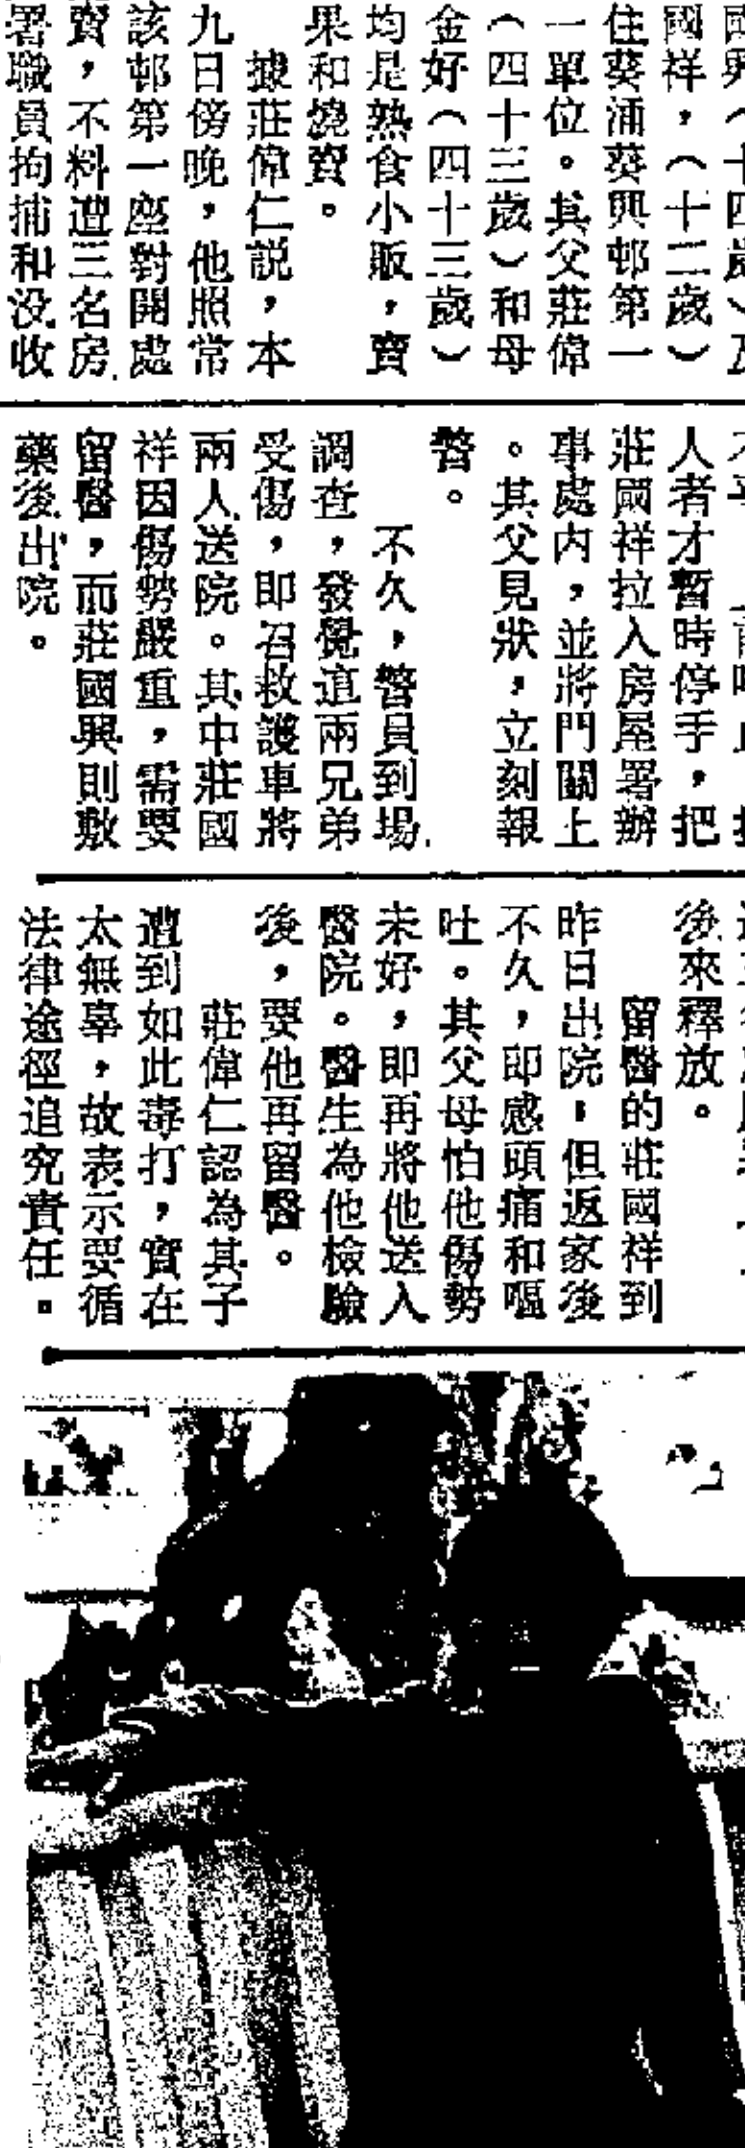 國興（十四歲）及
國祥，（十二歲）
住葵涌葵興邨第一
一單位。其父莊偉
（四十三歲）和母
金好（四十三歲）
均是熟食小販，賣
果和燒賣。
據莊偉仁說，本
九日傍晚，他照常
該邨第一座對開處
賣，不料遭三名房
署職員拘捕和沒收
人者才暫時停手，把
莊國祥拉入房屋署辦
事處內，並將門關上
。其父見狀，立刻報
警。
不久，警員到場
調查，發覺這兩兄弟
受傷，即召救護車將
兩人送院。其中莊國
祥因傷勢嚴重，需要
留醫，而莊國興則敷
藥後出院。
後來釋放。
留醫的莊國祥到
昨日出院，但返家後
不久，即感頭痛和嘔
吐。其父母怕他傷勢
未好，即再將他送入
醫院。醫生為他檢驗
後，要他再留醫。
莊偉仁認為其子
遭到如此毒打，實在
太無辜，故表示要循
法律途徑追究責任。